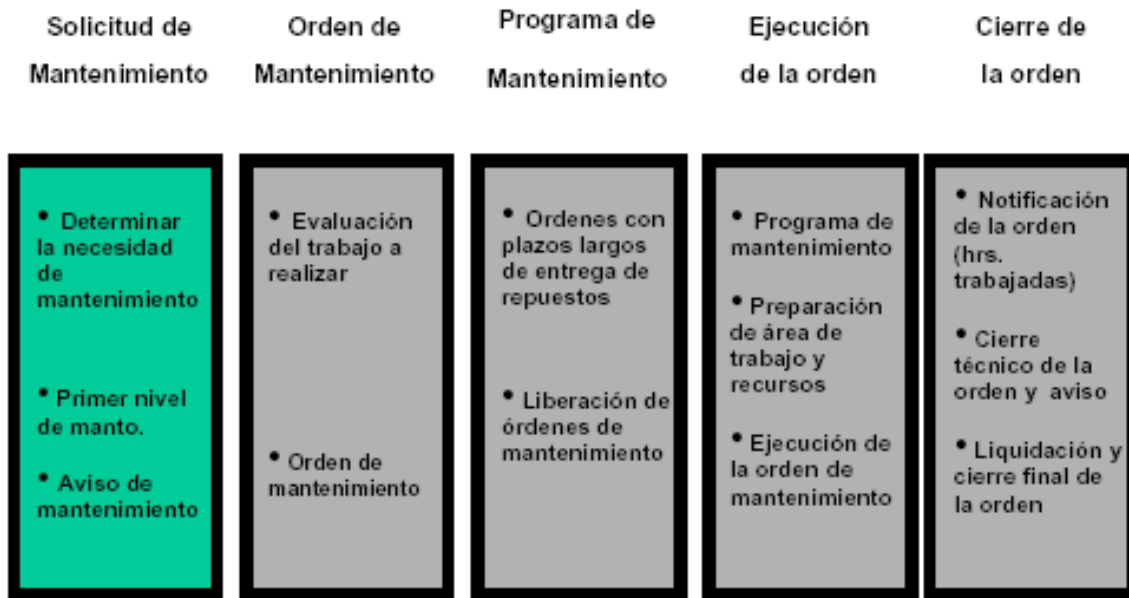 Solicitud de
Mantenimiento
Orden de
Mantenimiento
Programa de
Mantenimiento
Ejecución
de la orden
Cierre de
la orden
• Determinar
la necesidad
de
mantenimiento
• Primer nivel
de manto.
• Aviso de
mantenimiento
• Evaluación
del trabajo a
realizar
• Orden de
mantenimiento
• Ordenes con
plazos largos
de entrega de
repuestos
• Liberación de
órdenes de
mantenimiento
• Programa de
mantenimiento
• Preparación
de área de
trabajo y
recursos
• Ejecución de
la orden de
mantenimiento
• Notificación
de la orden
(hrs.
trabajadas)
• Cierre
técnico de la
orden y aviso
• Liquidación y
cierre final de
la orden